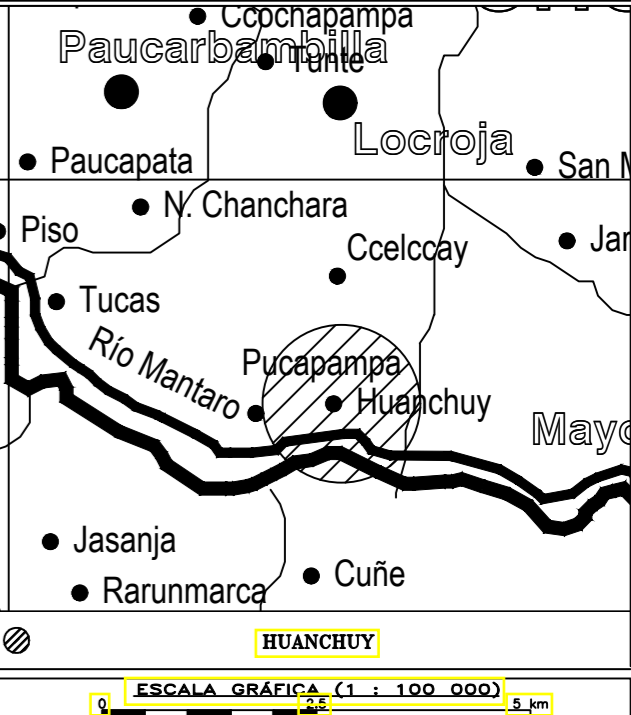 Ccochapampa
Paucarbambilla
Tunte
Locroja
Paucapata
San M
N. Chanchara
Piso
Jar
Ccelccay
Tucas
Río Mantaro
Pucapampa
Huanchuy
Mayo
Jasanja
Rarunmarca
Cuñe
HUANCHUY
ESCALA GRÁFICA (1 : 100 000)
0 2.5 5 km